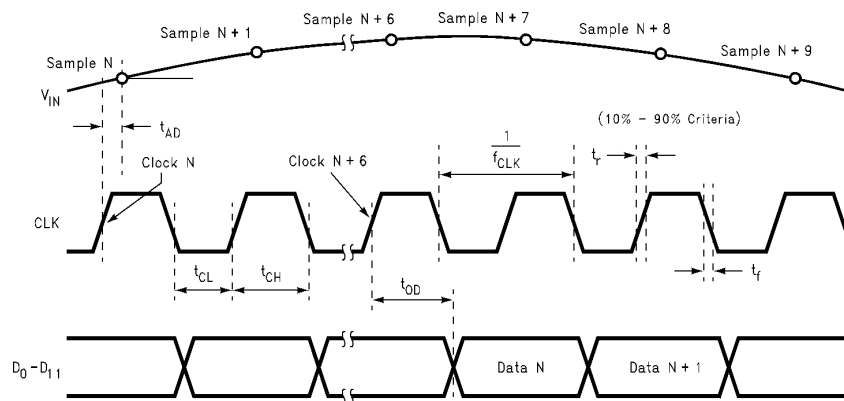 Sample N
Sample N + 1
Sample N + 6
Sample N + 7
Sample N + 8
Sample N + 9
V_IN
t_AD
(10% - 90% Criteria)
Clock N
Clock N + 6
1
f_CLK
t_r
CLK
t_CL
t_CH
t_OD
t_f
D_0-D_11
Data N
Data N + 1